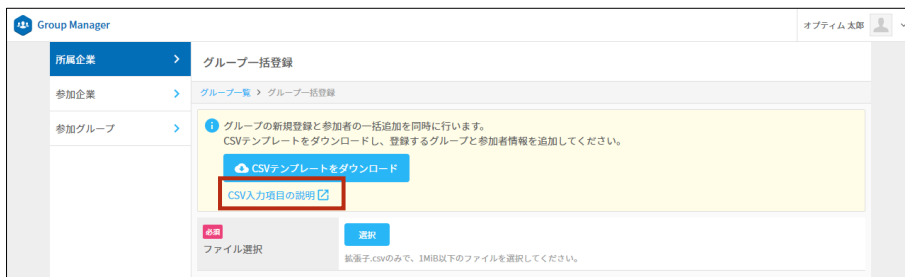 Group Manager
オプティム 太郎
所属企業
参加企業
参加グループ
グループ一括登録
グループ一覧 > グループ一括登録
グループの新規登録と参加者の一括追加を同時に行います。
CSVテンプレートをダウンロードし、登録するグループと参加者情報を追加してください。
CSVテンプレートをダウンロード
CSV入力項目の説明
必須
ファイル選択
選択
拡張子.csvのみで、1MiB以下のファイルを選択してください。